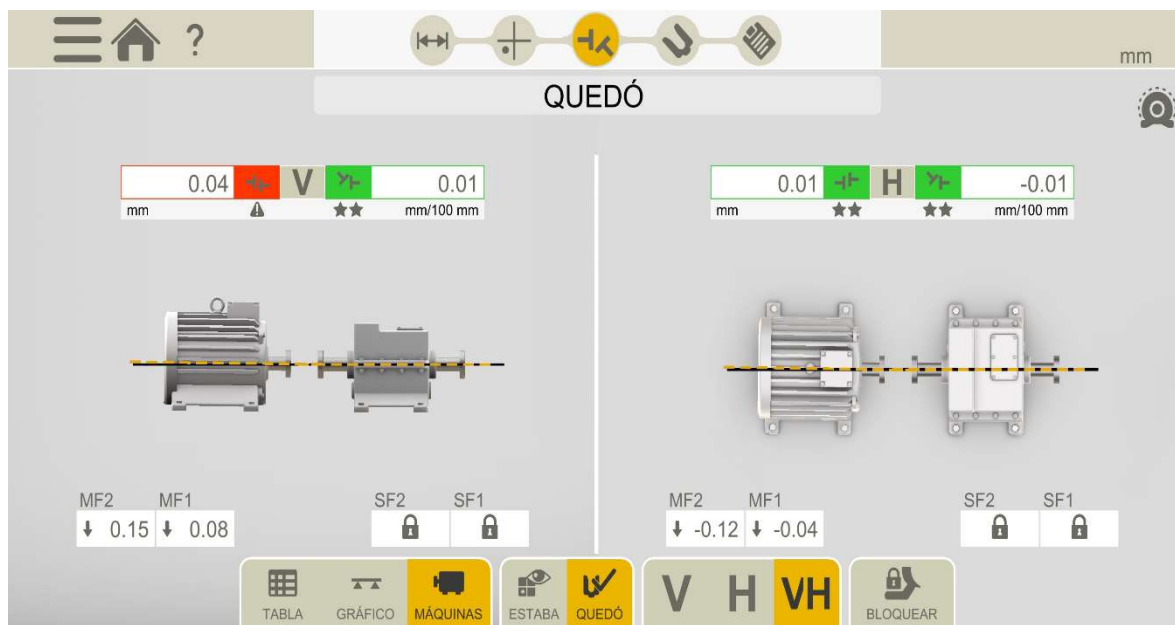 ?
mm
QUEDÓ
0.04 V 0.01
mm mm/100 mm
0.01 H -0.01
mm mm/100 mm
MF2 MF1 SF2 SF1
0.15 0.08
MF2 MF1 SF2 SF1
-0.12 -0.04
V H VH
TABLA GRÁFICO MÁQUINAS ESTABA QUEDÓ BLOQUEAR